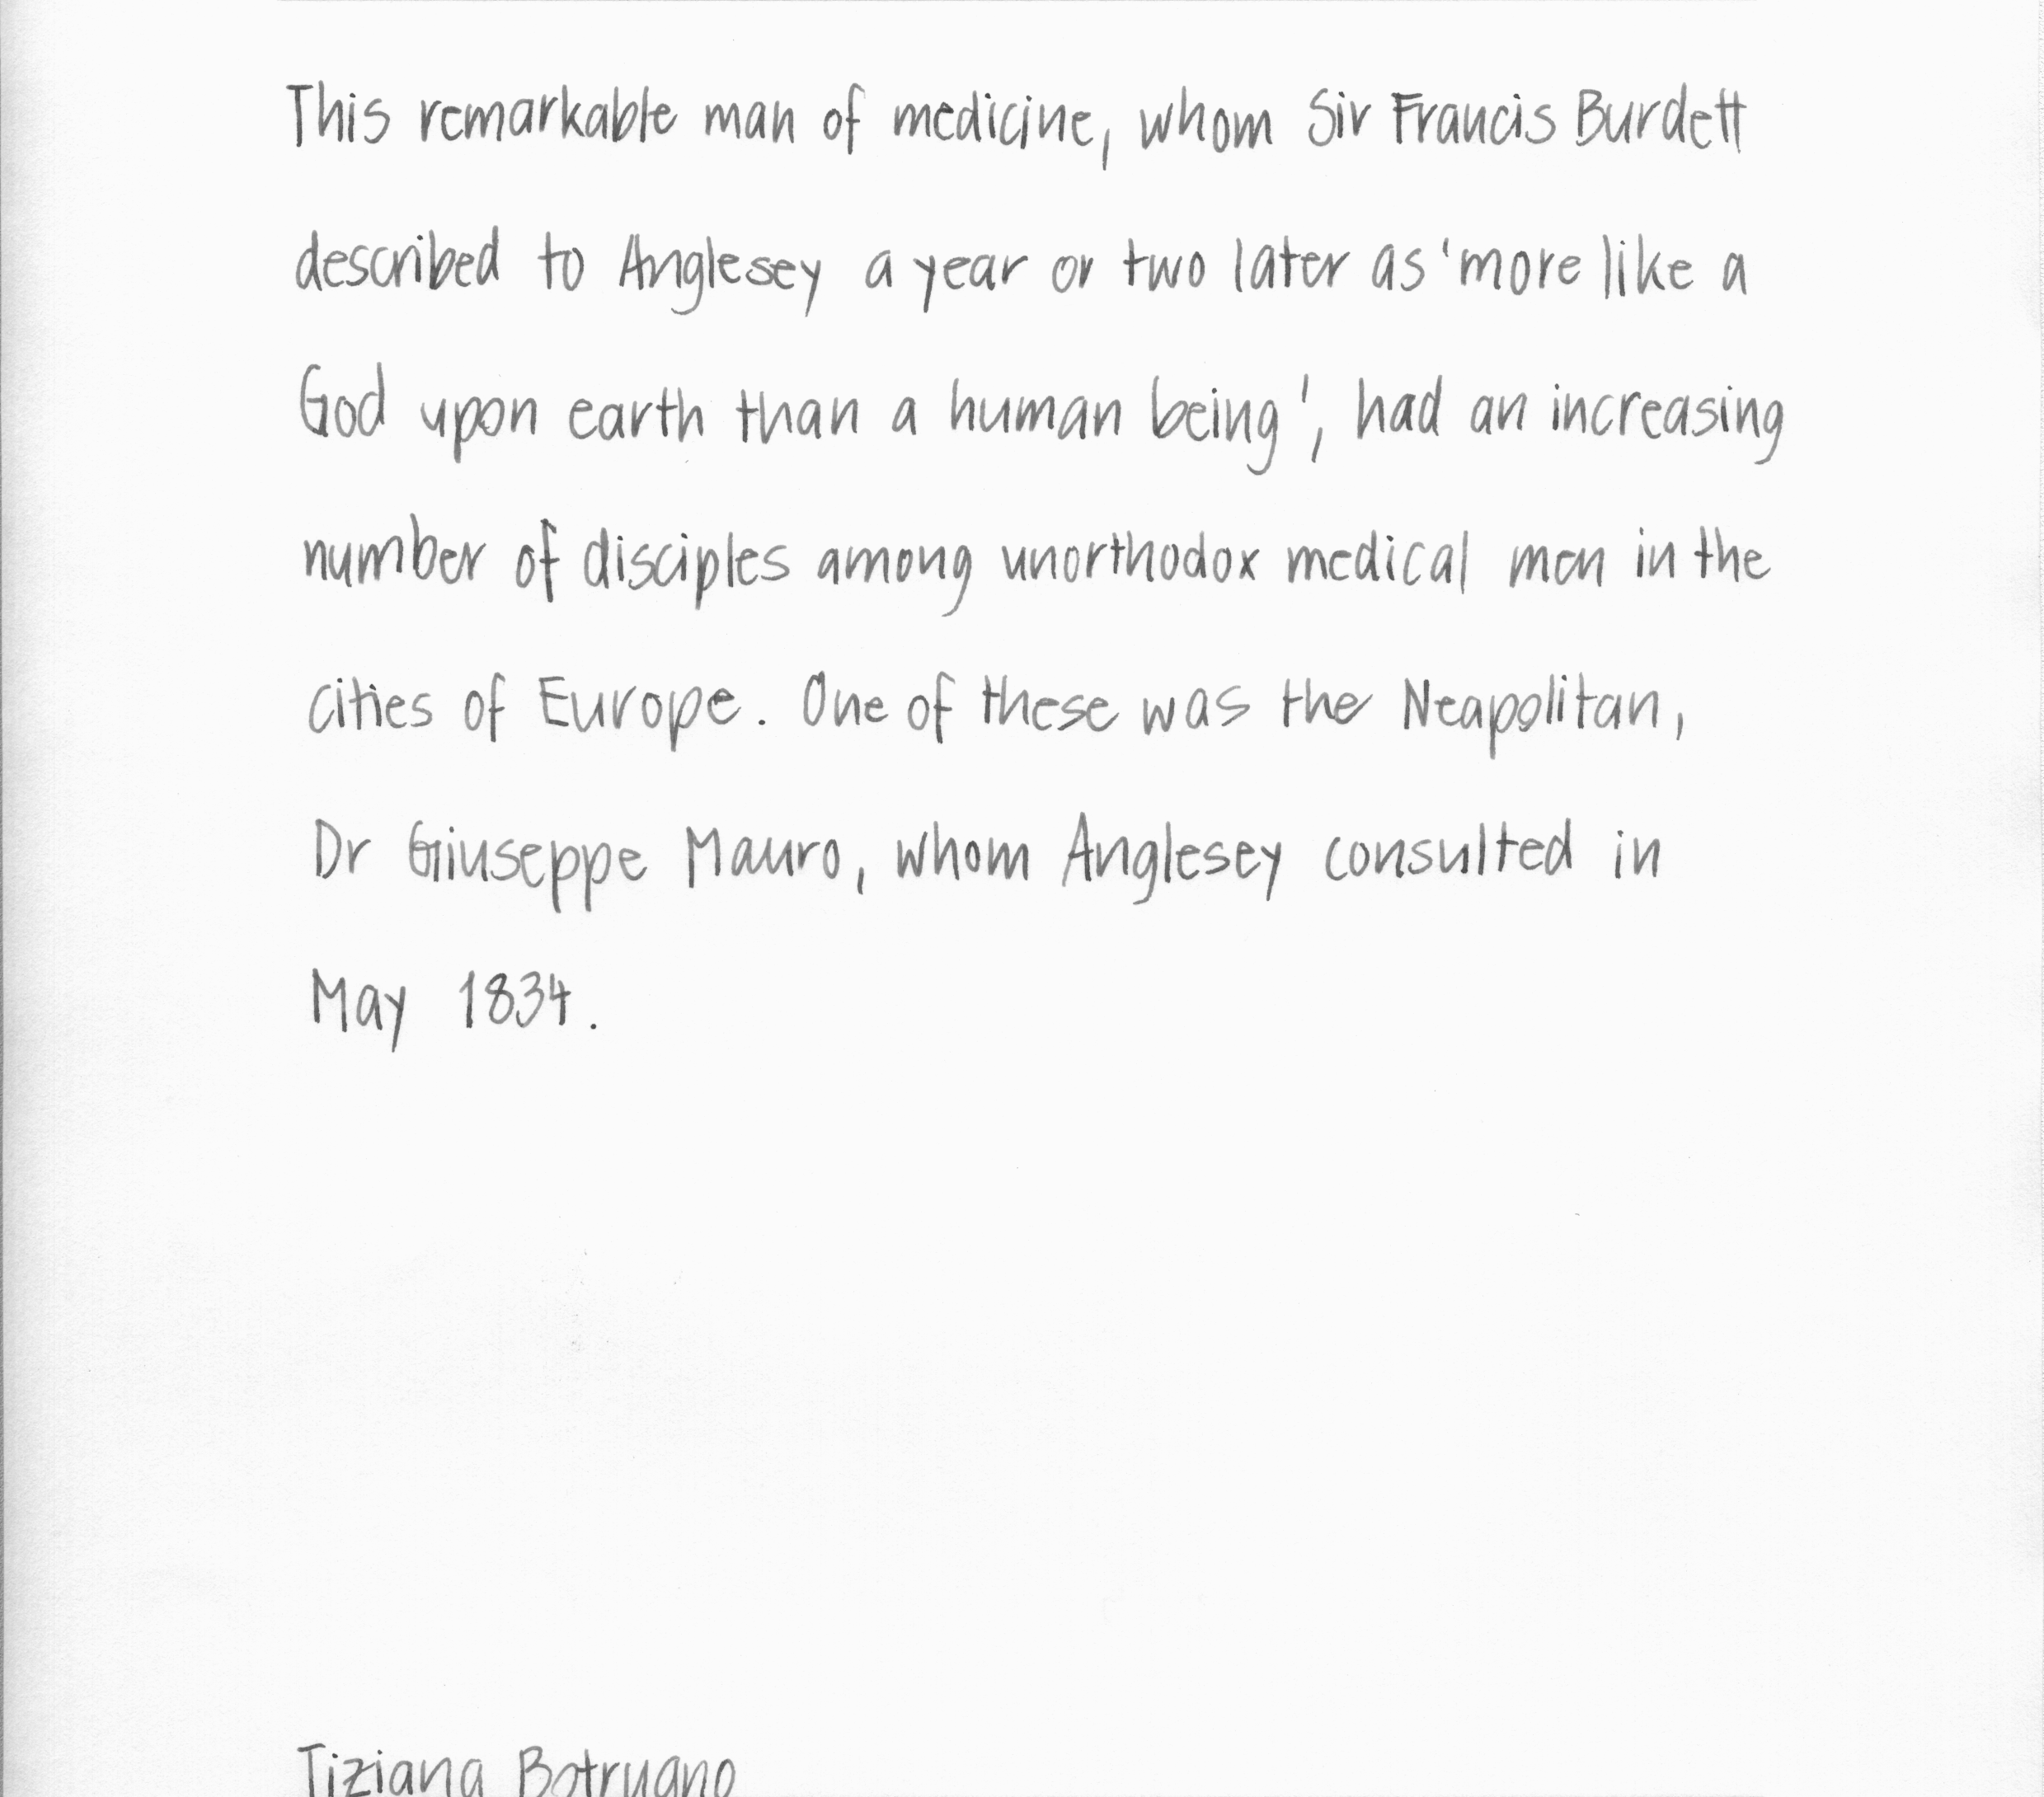 This remarkable man of medicine, whom Sir Francis Burdett
described to Anglesey a year or two later as 'more like a
God upon earth than a human being', had an increasing
number of disciples among unorthodox medical men in the
cities of Europe. One of these was the Neapolitan,
Dr Giuseppe Mauro, whom Anglesey consulted in
May 1834.
Tiziana Botrugno